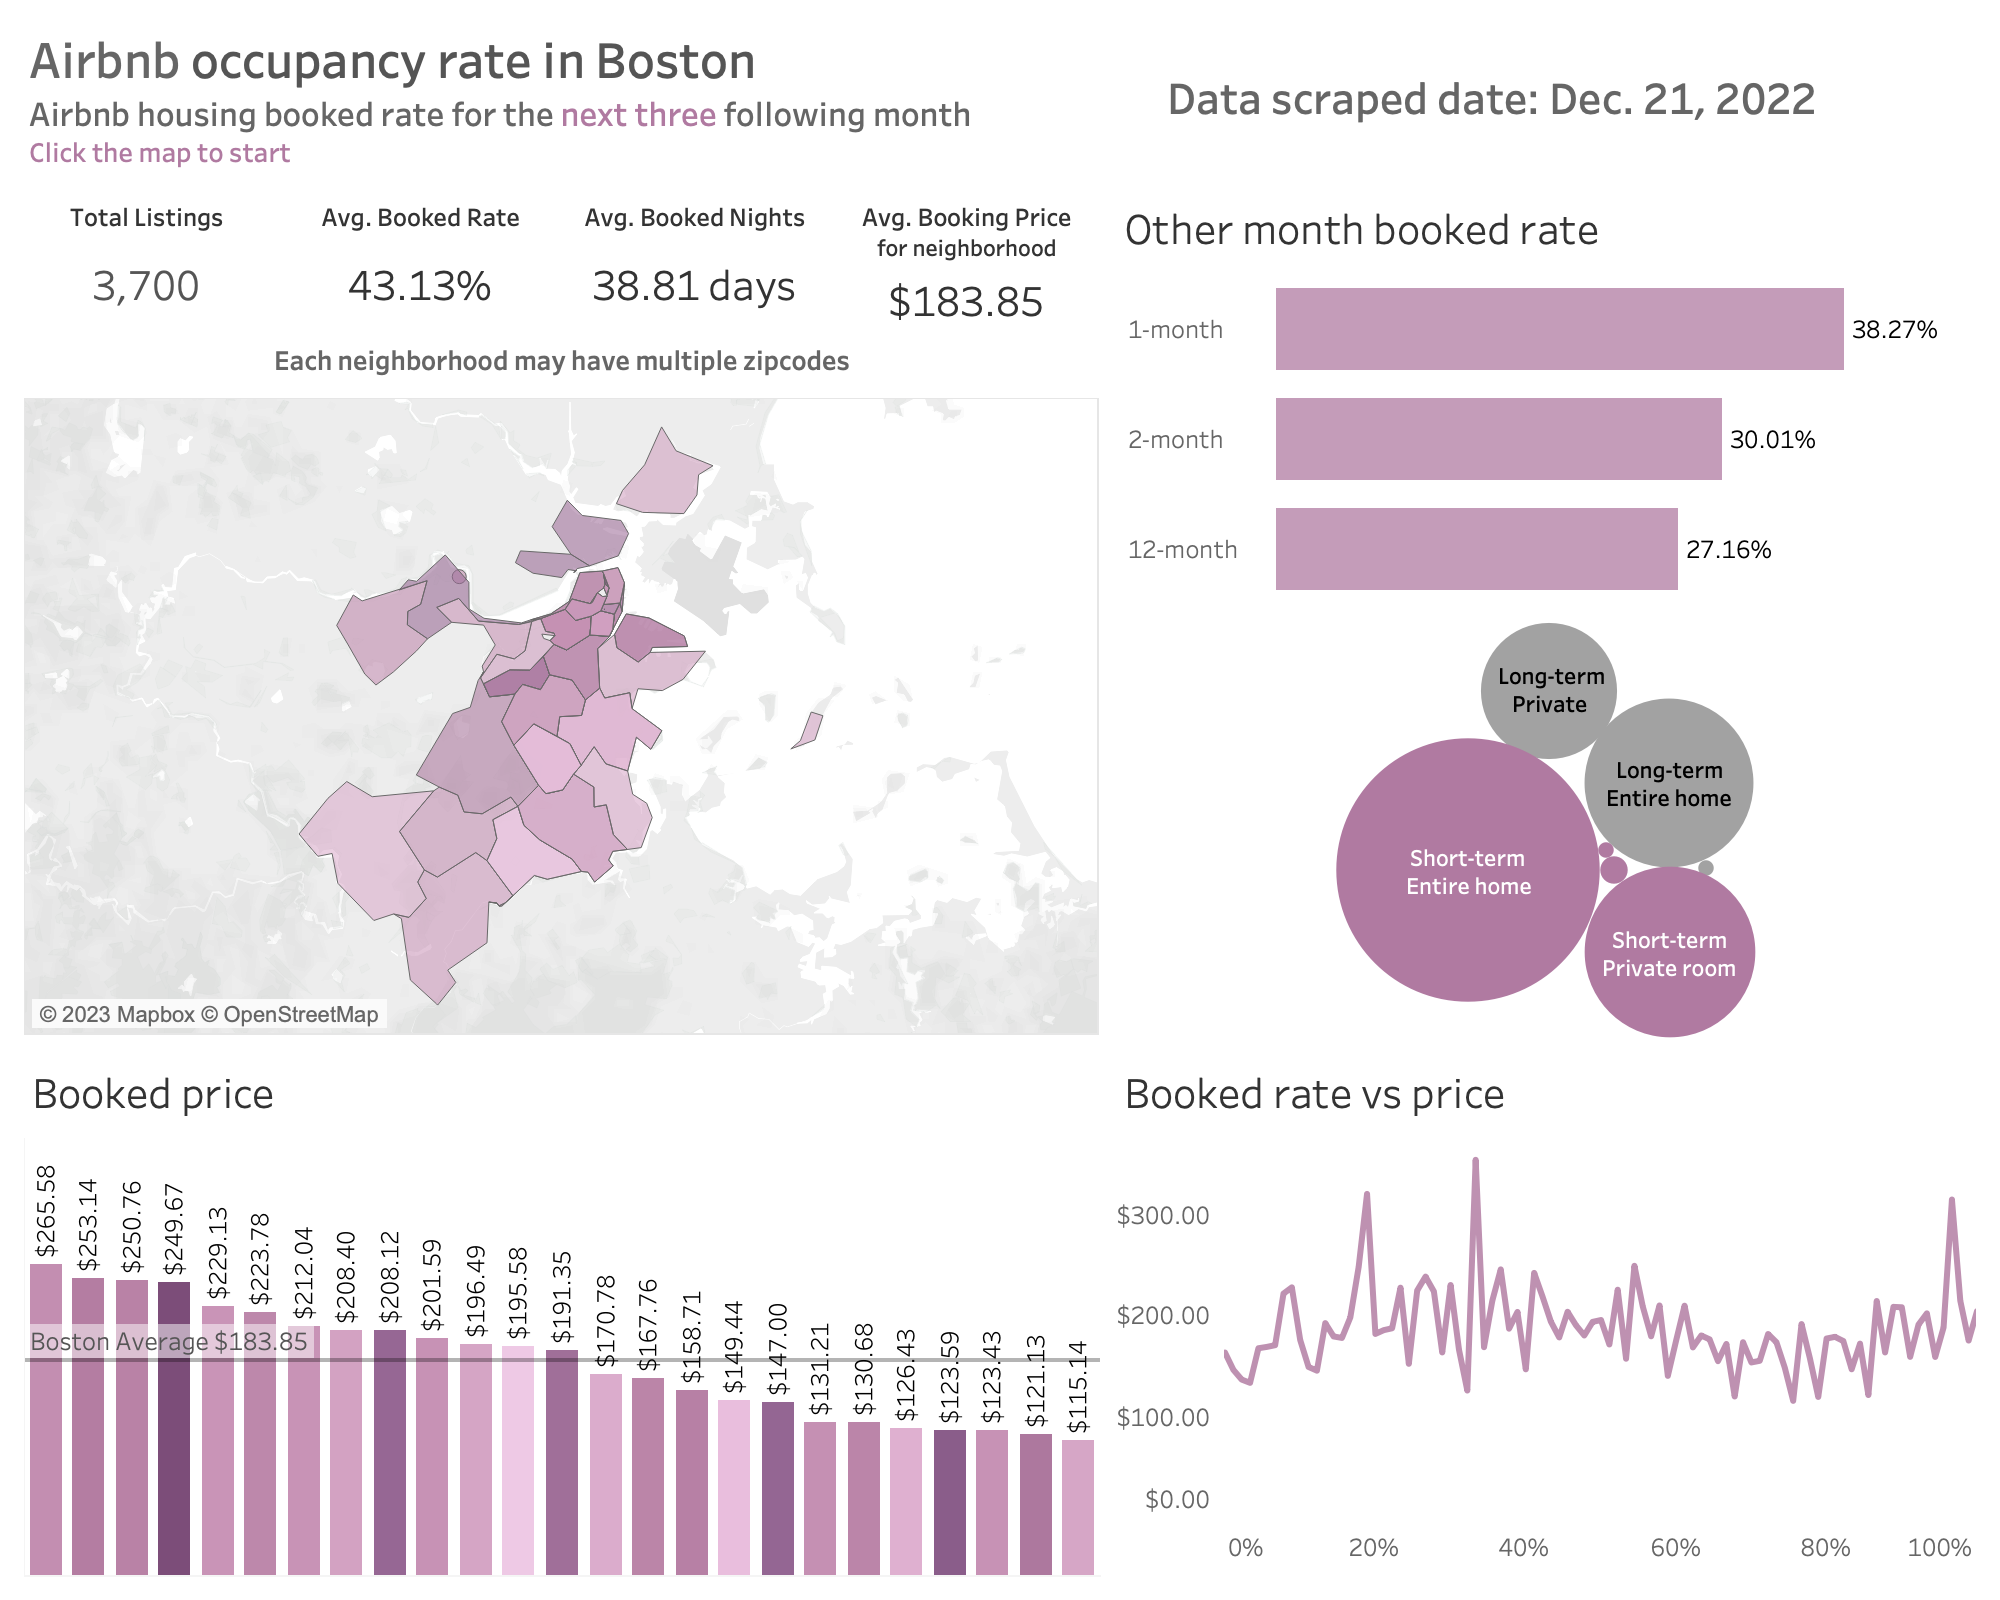 Airbnb occupancy rate in Boston
Airbnb housing booked rate for the next three following month
Click the map to start
Data scraped date: Dec. 21, 2022
Total Listings
3,700
Avg. Booked Rate
43.13%
Avg. Booked Nights
38.81 days
Avg. Booking Price
for neighborhood
$183.85
Each neighborhood may have multiple zipcodes
© 2023 Mapbox © OpenStreetMap
Other month booked rate
1-month
38.27%
2-month
30.01%
12-month
27.16%
Long-term
Private
Long-term
Entire home
Short-term
Entire home
Short-term
Private room
Booked price
$265.58
$253.14
$250.76
$249.67
$229.13
$223.78
$212.04
$208.40
$208.12
$201.59
$196.49
$195.58
$191.35
$170.78
$167.76
$158.71
$149.44
$147.00
$131.21
$130.68
$126.43
$123.59
$123.43
$121.13
$115.14
Boston Average $183.85
Booked rate vs price
$300.00
$200.00
$100.00
$0.00
0%
20%
40%
60%
80%
100%